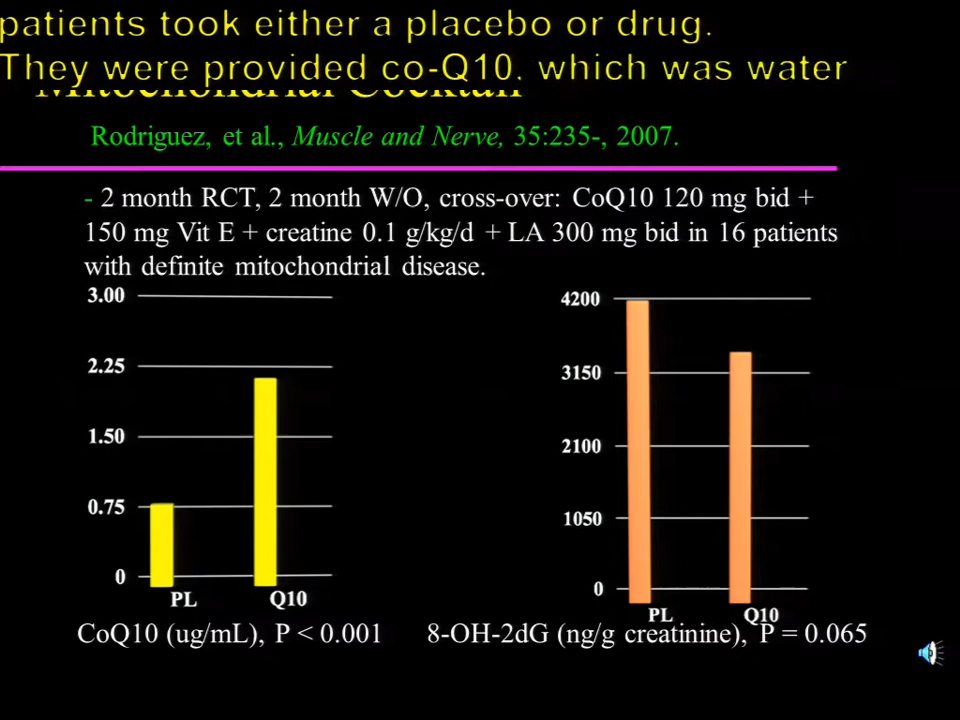 patients took either a placebo or drug.
They were provided co-Q10, which was water
Mitochondrial Cocktail
Rodriguez, et al., Muscle and Nerve, 35:235-, 2007.
- 2 month RCT, 2 month W/O, cross-over: CoQ10 120 mg bid +
150 mg Vit E + creatine 0.1 g/kg/d + LA 300 mg bid in 16 patients
with definite mitochondrial disease.
3.00
2.25
1.50
0.75
0
PL Q10
CoQ10 (ug/mL), P < 0.001
4200
3150
2100
1050
0
PL Q10
8-OH-2dG (ng/g creatinine), P = 0.065